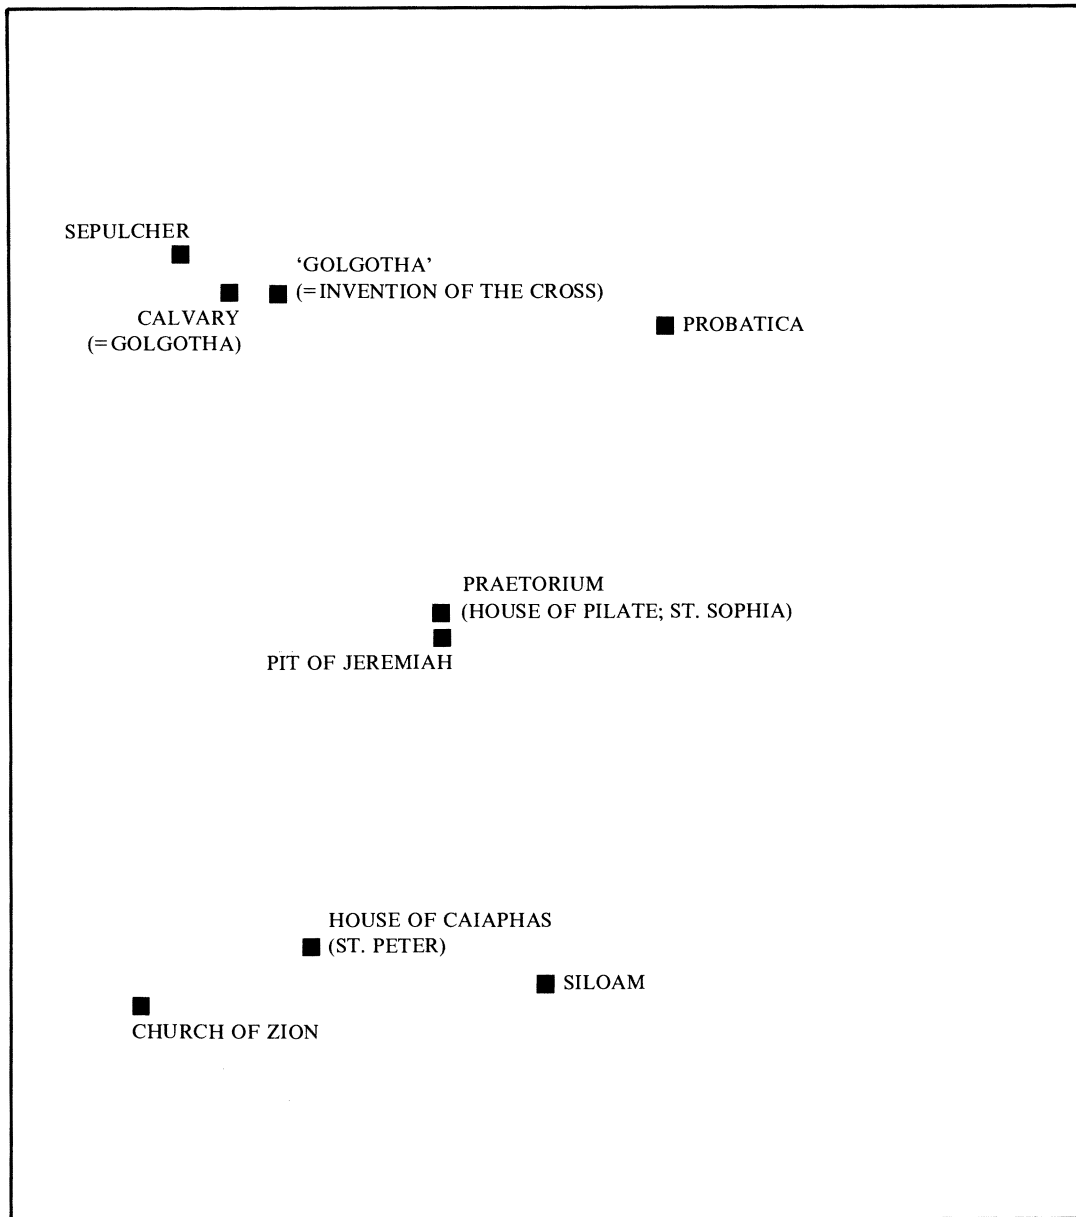 SEPULCHER
‘GOLGOTHA’
(=INVENTION OF THE CROSS)
CALVARY
(=GOLGOTHA)
PROBATICA
PRAETORIUM
(HOUSE OF PILATE; ST. SOPHIA)
PIT OF JEREMIAH
HOUSE OF CAIAPHAS
(ST. PETER)
SILOAM
CHURCH OF ZION